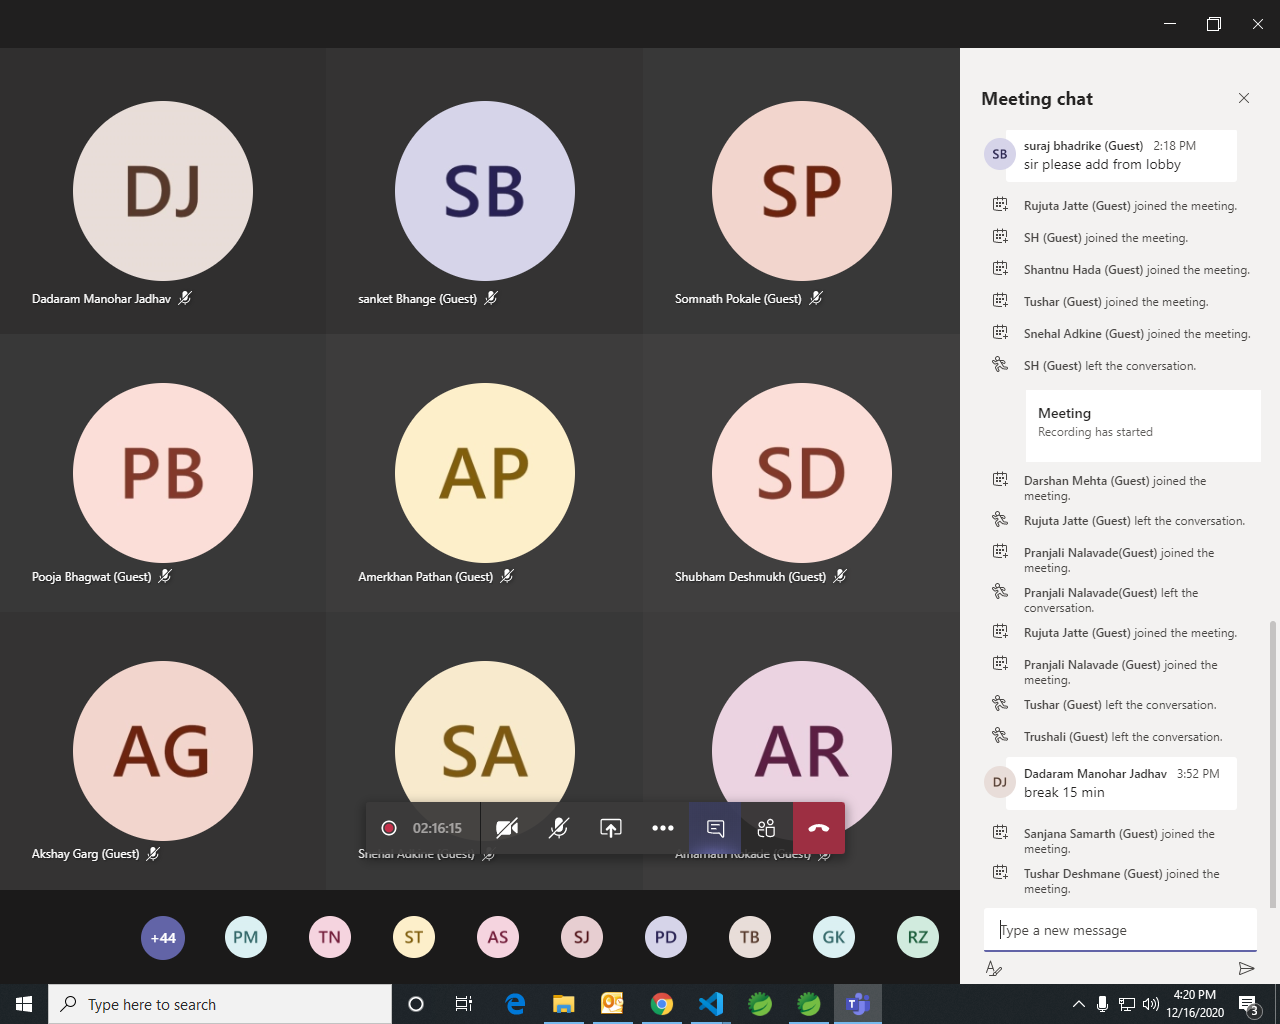 DJ
SB
SP
Dadaram Manohar Jadhav
sanket Bhange (Guest)
Somnath Pokale (Guest)
PB
AP
SD
Pooja Bhagwat (Guest)
Amerkhan Pathan (Guest)
Shubham Deshmukh (Guest)
AG
SA
AR
02:16:15
Akshay Garg (Guest)
Snehal Adkine (Guest)
Amarnath Kokade (Guest)
+44
PM
TN
ST
AS
SJ
PD
TB
GK
RZ
Meeting chat
SB
suraj bhadrike (Guest) 2:18 PM
sir please add from lobby
Rujuta Jatte (Guest) joined the meeting.
SH (Guest) joined the meeting.
Shantnu Hada (Guest) joined the meeting.
Tushar (Guest) joined the meeting.
Snehal Adkine (Guest) joined the meeting.
SH (Guest) left the conversation.
Meeting
Recording has started
Darshan Mehta (Guest) joined the
meeting.
Rujuta Jatte (Guest) left the conversation.
Pranjali Nalavade(Guest) joined the
meeting.
Pranjali Nalavade(Guest) left the
conversation.
Rujuta Jatte (Guest) joined the meeting.
Pranjali Nalavade (Guest) joined the
meeting.
Tushar (Guest) left the conversation.
Trushali (Guest) left the conversation.
DJ
Dadaram Manohar Jadhav 3:52 PM
break 15 min
Sanjana Samarth (Guest) joined the
meeting.
Tushar Deshmane (Guest) joined the
meeting.
Type a new message
Type here to search
4:20 PM
12/16/2020
3